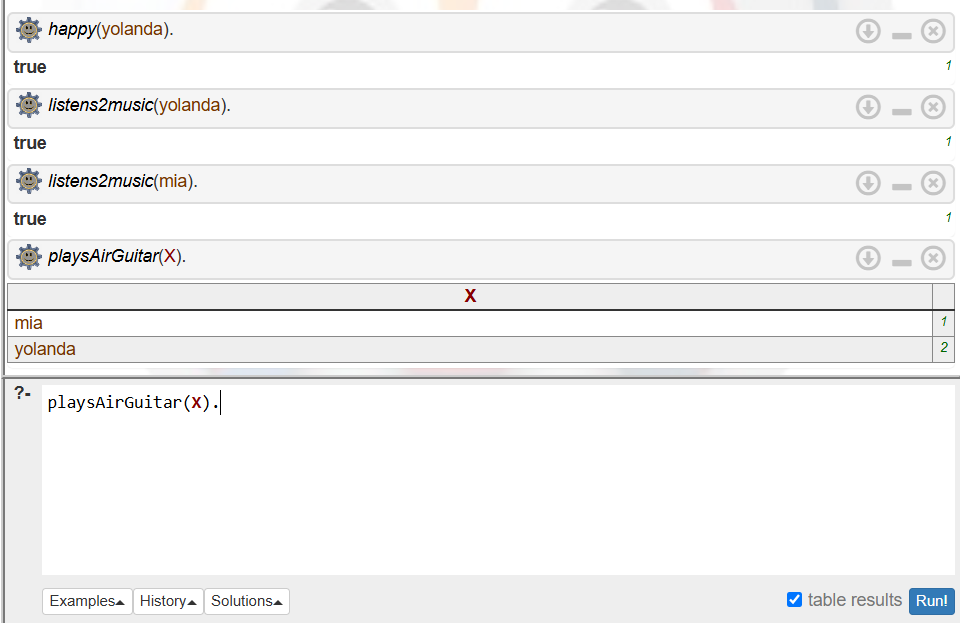 happy(yolanda).
true 1
listens2music(yolanda).
true 1
listens2music(mia).
true 1
playsAirGuitar(X).
X
mia 1
yolanda 2
?- playsAirGuitar(X).
Examples History Solutions table results Run!